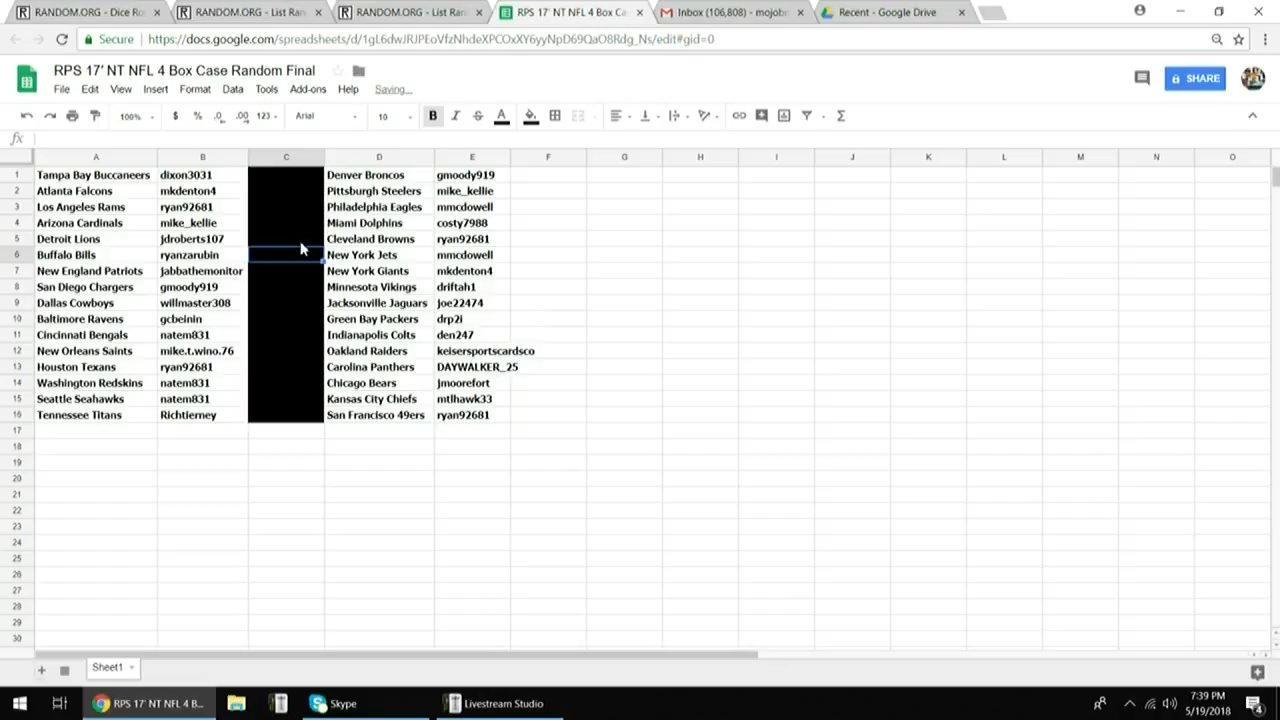 RANDOM.ORG - Dice Ro
RANDOM.ORG - List Ran
RANDOM.ORG - List Ran
RPS 17' NT NFL 4 Box Ca
Inbox (106,808) - mojob
Recent - Google Drive
Secure
https://docs.google.com/spreadsheets/d/1gL6dwJRJPEoVfzNhdeXPCOxXY6yyNpD69QaO8Rdg_Ns/edit#gid=0
RPS 17' NT NFL 4 Box Case Random Final
SHARE
File Edit View Insert Format Data Tools Add-ons Help Saving...
100% $ % .0 .00 123 Arial 10 B I S A
fx
A B C D E F G H I J K L M N O
1 Tampa Bay Buccaneers dixon3031 Denver Broncos gmoody919
2 Atlanta Falcons mkdenton4 Pittsburgh Steelers mike_kellie
3 Los Angeles Rams ryan92681 Philadelphia Eagles mmcdowell
4 Arizona Cardinals mike_kellie Miami Dolphins costy7988
5 Detroit Lions jdroberts107 Cleveland Browns ryan92681
6 Buffalo Bills ryanzarubin New York Jets mmcdowell
7 New England Patriots Jabbathemonitor New York Giants mkdenton4
8 San Diego Chargers gmoody919 Minnesota Vikings driftah1
9 Dallas Cowboys willmaster308 Jacksonville Jaguars Joe22474
10 Baltimore Ravens gcbeinin Green Bay Packers drp2i
11 Cincinnati Bengals natem831 Indianapolis Colts den247
12 New Orleans Saints mike.t.wino.76 Oakland Raiders keisersportscardsco
13 Houston Texans ryan92681 Carolina Panthers DAYWALKER_25
14 Washington Redskins natem831 Chicago Bears Jmoorefort
15 Seattle Seahawks natem831 Kansas City Chiefs mtlhawk33
16 Tennessee Titans Richtierney San Francisco 49ers ryan92681
17
18
19
20
21
22
23
24
25
26
27
28
29
30
Sheet1
RPS 17' NT NFL 4 B...
Skype
Livestream Studio
7:39 PM
5/19/2018
4